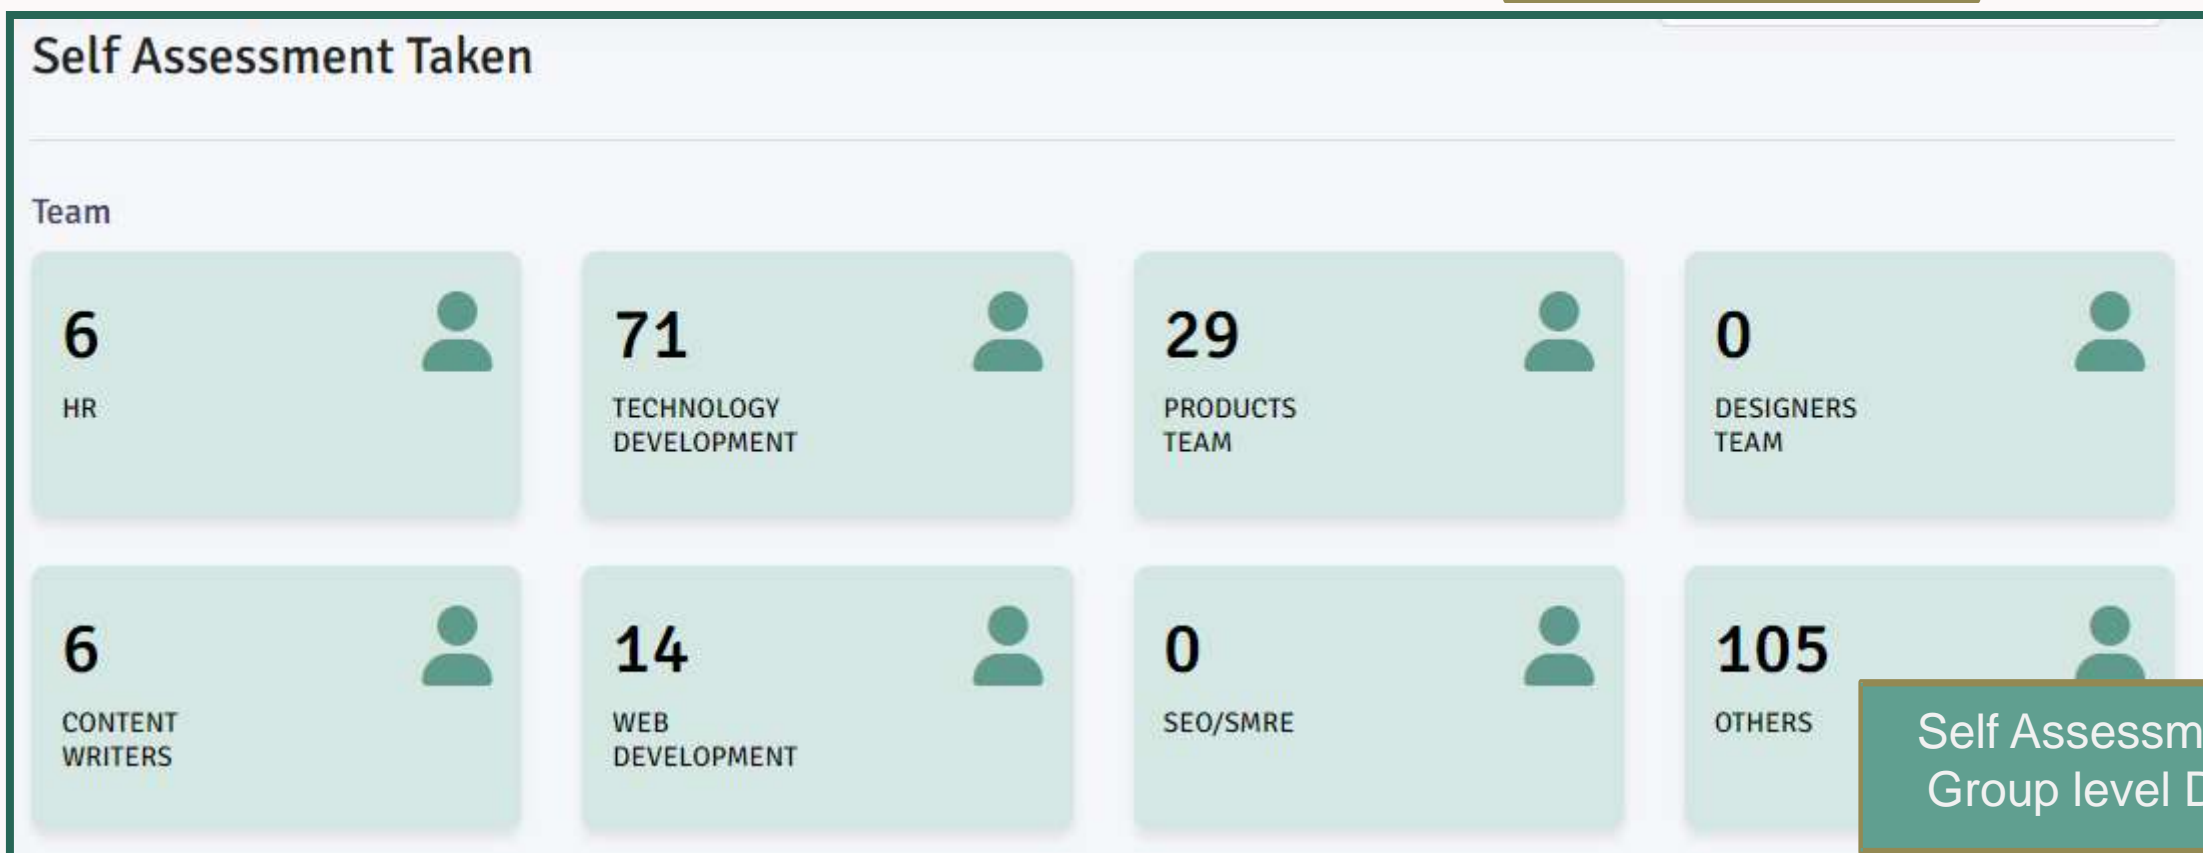 Self Assessment Taken
Team
6
HR
71
TECHNOLOGY
DEVELOPMENT
29
PRODUCTS
TEAM
0
DESIGNERS
TEAM
6
CONTENT
WRITERS
14
WEB
DEVELOPMENT
0
SEO/SMRE
105
OTHERS
Self
Group level